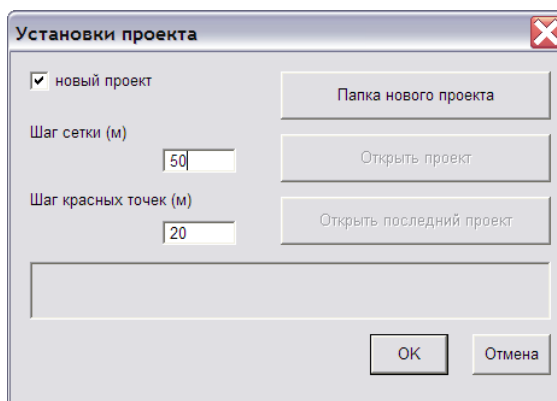 Установки проекта
новый проект
Папка нового проекта
Шаг сетки (м)
50
Открыть проект
Шаг красных точек (м)
20
Открыть последний проект
OK
Отмена